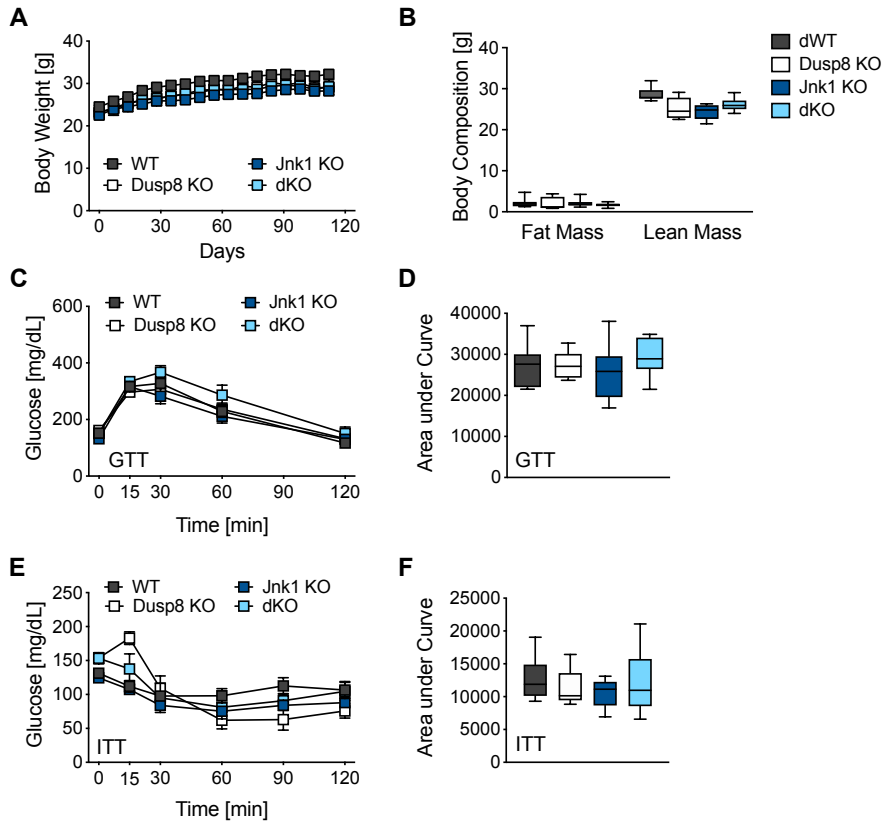 A
Body Weight [g]
40
30
20
10
0
WT
Dusp8 KO
Jnk1 KO
dKO
0
30
60
90
120
Days
B
Body Composition [g]
40
30
20
10
0
Fat Mass
Lean Mass
dWT
Dusp8 KO
Jnk1 KO
dKO
C
Glucose [mg/dL]
600
400
200
0
WT
Dusp8 KO
Jnk1 KO
dKO
GTT
0
15
30
60
90
120
Time [min]
D
Area under Curve
40000
30000
20000
10000
0
GTT
E
Glucose [mg/dL]
250
200
150
100
50
0
WT
Dusp8 KO
Jnk1 KO
dKO
ITT
0
15
30
60
90
120
Time [min]
F
Area under Curve
25000
20000
15000
10000
5000
0
ITT